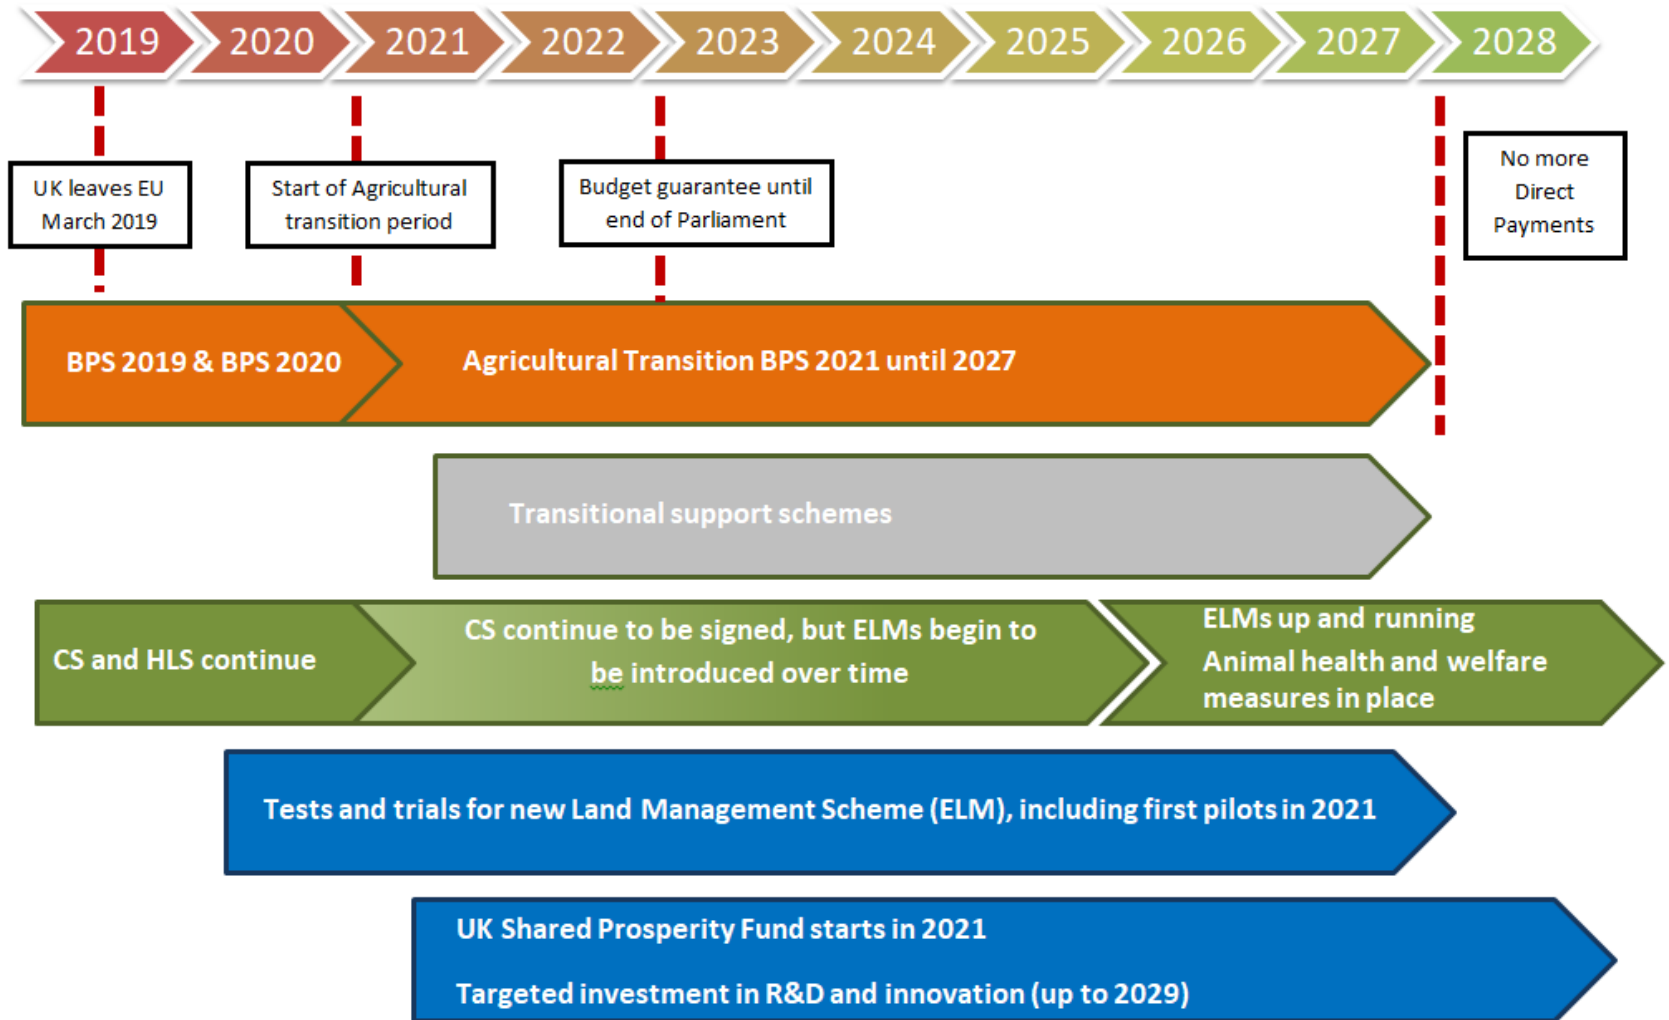 2019 2020 2021 2022 2023 2024 2025 2026 2027 2028
UK leaves EU
March 2019
Start of Agricultural
transition period
Budget guarantee until
end of Parliament
No more
Direct
Payments
BPS 2019 & BPS 2020
Agricultural Transition BPS 2021 until 2027
Transitional support schemes
CS and HLS continue
CS continue to be signed, but ELMs begin to
be introduced over time
ELMs up and running
Animal health and welfare
measures in place
Tests and trials for new Land Management Scheme (ELM), including first pilots in 2021
UK Shared Prosperity Fund starts in 2021
Targeted investment in R&D and innovation (up to 2029)